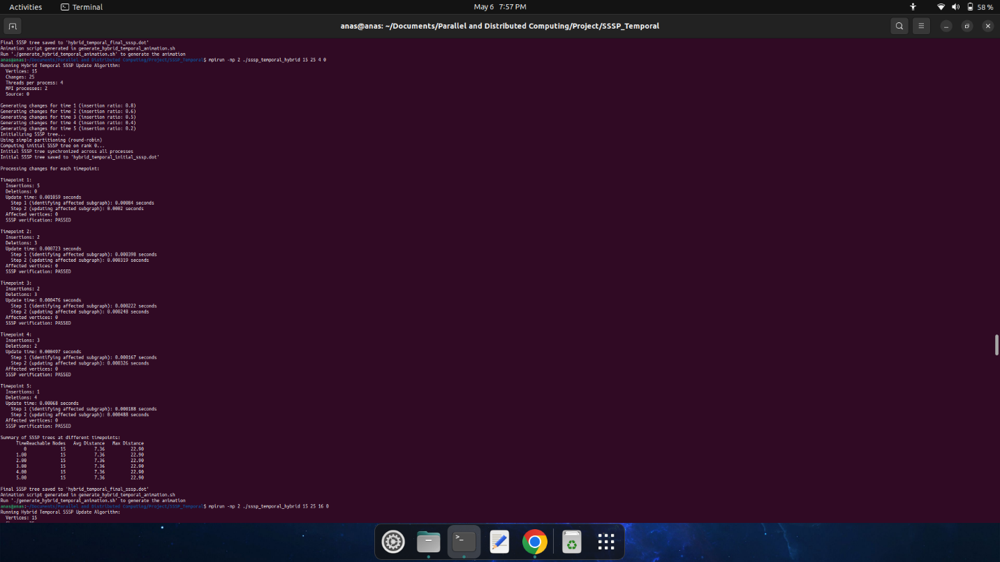 Activities
Terminal
May 6 7:57 PM
58 %
anas@anas: ~/Documents/Parallel and Distributed Computing/Project/SSSP_Temporal
Final SSSP tree saved to 'hybrid_temporal_final_sssp.dot'
Animation script generated in generate_hybrid_temporal_animation.sh
Run './generate_hybrid_temporal_animation.sh' to generate the animation
anas@anas:~/Documents/Parallel and Distributed Computing/Project/SSSP_Temporal$ mpirun -np 2 ./sssp_temporal_hybrid 15 25 4 0
Running Hybrid Temporal SSSP Update Algorithm:
Vertices: 15
Changes: 25
Threads per process: 4
MPI processes: 2
Source: 0
Generating changes for time 1 (insertion ratio: 0.8)
Generating changes for time 2 (insertion ratio: 0.6)
Generating changes for time 3 (insertion ratio: 0.5)
Generating changes for time 4 (insertion ratio: 0.4)
Generating changes for time 5 (insertion ratio: 0.2)
Initializing SSSP tree...
Using simple partitioning (round-robin)
Computing initial SSSP tree on rank 0...
Initial SSSP tree synchronized across all processes
Initial SSSP tree saved to 'hybrid_temporal_initial_sssp.dot'
Processing changes for each timepoint:
Timepoint 1:
Insertions: 5
Deletions: 0
Update time: 0.001059 seconds
Step 1 (identifying affected subgraph): 0.00084 seconds
Step 2 (updating affected subgraph): 0.0002 seconds
Affected vertices: 0
SSSP verification: PASSED
Timepoint 2:
Insertions: 2
Deletions: 3
Update time: 0.000723 seconds
Step 1 (identifying affected subgraph): 0.000398 seconds
Step 2 (updating affected subgraph): 0.000319 seconds
Affected vertices: 0
SSSP verification: PASSED
Timepoint 3:
Insertions: 2
Deletions: 3
Update time: 0.000476 seconds
Step 1 (identifying affected subgraph): 0.000222 seconds
Step 2 (updating affected subgraph): 0.000248 seconds
Affected vertices: 0
SSSP verification: PASSED
Timepoint 4:
Insertions: 3
Deletions: 2
Update time: 0.000497 seconds
Step 1 (identifying affected subgraph): 0.000167 seconds
Step 2 (updating affected subgraph): 0.000326 seconds
Affected vertices: 0
SSSP verification: PASSED
Timepoint 5:
Insertions: 1
Deletions: 4
Update time: 0.00068 seconds
Step 1 (identifying affected subgraph): 0.000188 seconds
Step 2 (updating affected subgraph): 0.000488 seconds
Affected vertices: 0
SSSP verification: PASSED
Summary of SSSP trees at different timepoints:
TimeReachable Nodes Avg Distance Max Distance
0 15 7.36 22.90
1.00 15 7.36 22.90
2.00 15 7.36 22.90
3.00 15 7.36 22.90
4.00 15 7.36 22.90
5.00 15 7.36 22.90
Final SSSP tree saved to 'hybrid_temporal_final_sssp.dot'
Animation script generated in generate_hybrid_temporal_animation.sh
Run './generate_hybrid_temporal_animation.sh' to generate the animation
anas@anas:~/Documents/Parallel and Distributed Computing/Project/SSSP_Temporal$ mpirun -np 2 ./sssp_temporal_hybrid 15 25 16 0
Running Hybrid Temporal SSSP Update Algorithm:
Vertices: 15